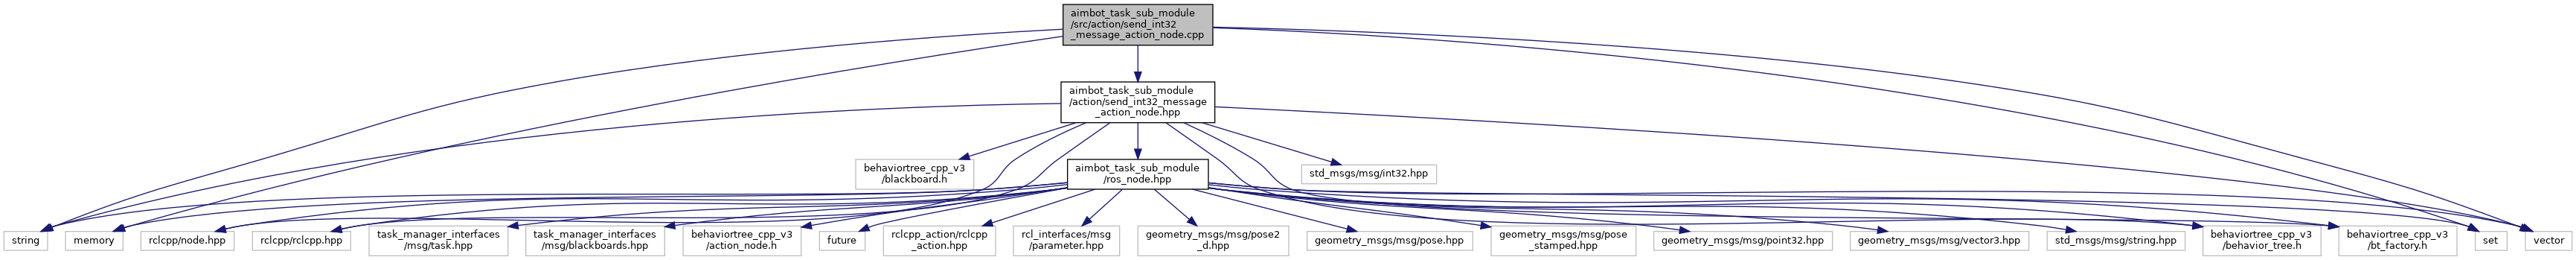 aimbot_task_sub_module
/src/action/send_int32
_message_action_node.cpp
aimbot_task_sub_module
/action/send_int32_message
_action_node.hpp
behaviortree_cpp_v3
/blackboard.h
aimbot_task_sub_module
/ros_node.hpp
std_msgs/msg/int32.hpp
string
memory
rclcpp/node.hpp
rclcpp/rclcpp.hpp
task_manager_interfaces
/msg/task.hpp
task_manager_interfaces
/msg/blackboards.hpp
behaviortree_cpp_v3
/action_node.h
future
rclcpp_action/rclcpp
_action.hpp
rcl_interfaces/msg
/parameter.hpp
geometry_msgs/msg/pose2
_d.hpp
geometry_msgs/msg/pose.hpp
geometry_msgs/msg/pose
_stamped.hpp
geometry_msgs/msg/point32.hpp
geometry_msgs/msg/vector3.hpp
std_msgs/msg/string.hpp
behaviortree_cpp_v3
/behavior_tree.h
behaviortree_cpp_v3
/bt_factory.h
set
vector